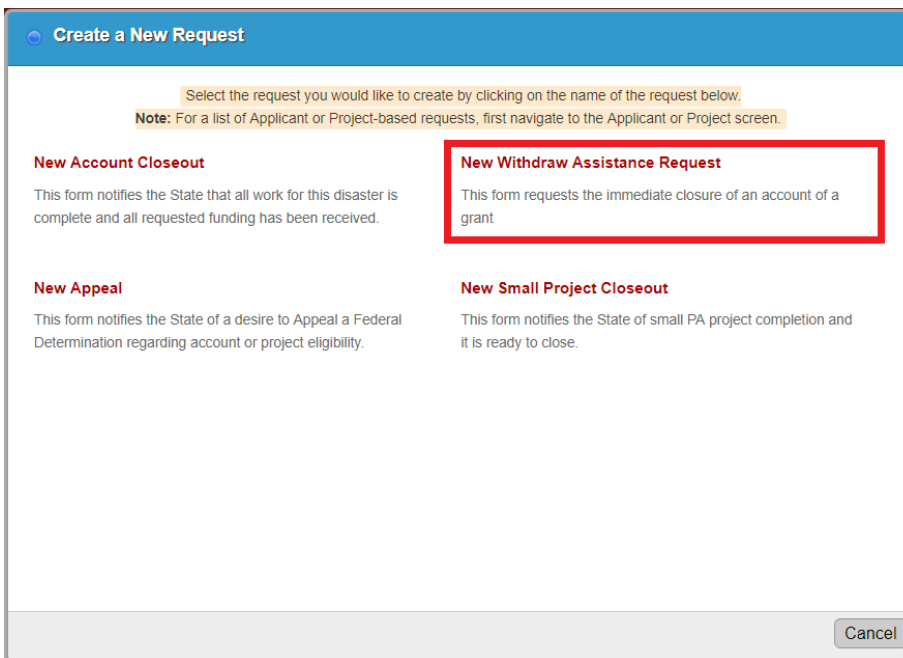 Create a New Request
Select the request you would like to create by clicking on the name of the request below.
Note: For a list of Applicant or Project-based requests, first navigate to the Applicant or Project screen.
New Account Closeout
This form notifies the State that all work for this disaster is
complete and all requested funding has been received.
New Withdraw Assistance Request
This form requests the immediate closure of an account of a
grant
New Appeal
This form notifies the State of a desire to Appeal a Federal
Determination regarding account or project eligibility.
New Small Project Closeout
This form notifies the State of small PA project completion and
it is ready to close.
Cancel